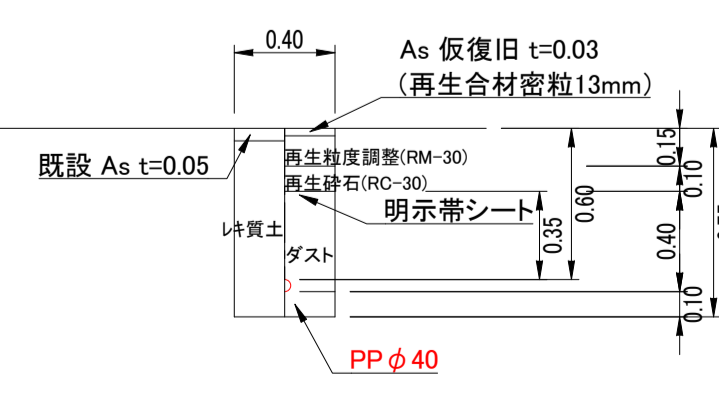 0.40
As 仮復旧 t=0.03
(再生合材密粒13mm)
既設 As t=0.05
再生粒度調整(RM-30)
再生砕石(RC-30)
明示帯シート
レキ質土
ダスト
PPφ40
0.35
0.60
0.15
0.10
0.40
0.10